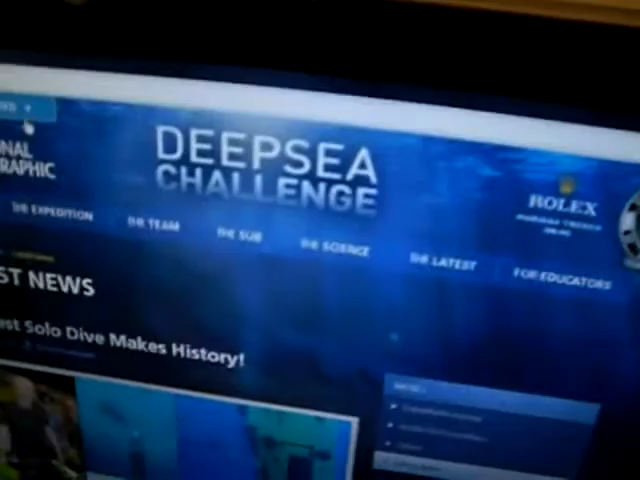 NAL
RAPHIC
DEEPSEA
CHALLENGE
ROLEX
THE EXPEDITION
THE TEAM
THE SUB
THE SCIENCE
THE LATEST
FOR EDUCATORS
ST NEWS
est Solo Dive Makes History!